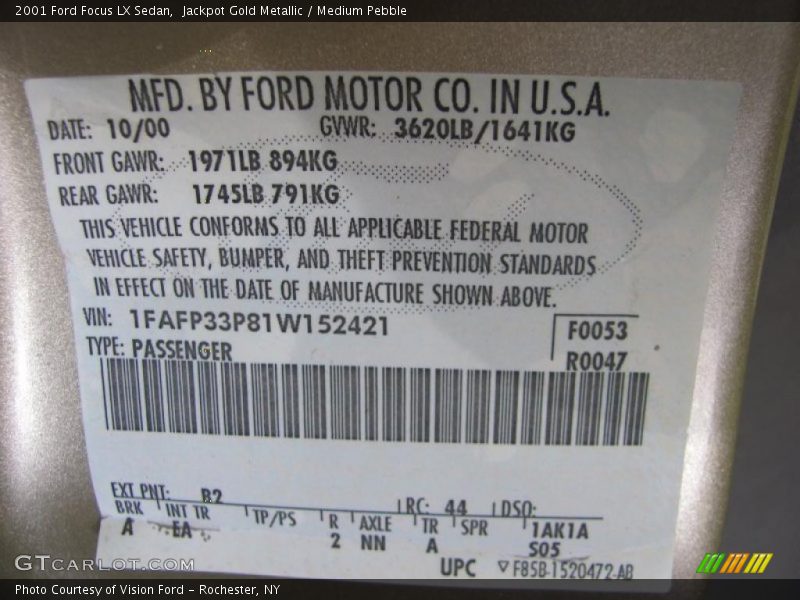 2001 Ford Focus LX Sedan,  Jackpot Gold Metallic / Medium Pebble
MFD. BY FORD MOTOR CO. IN U.S.A.
DATE: 10/00 GVWR: 3620LB/1641KG
FRONT GAWR: 1971LB 894KG
REAR GAWR: 1745LB 791KG
THIS VEHICLE CONFORMS TO ALL APPLICABLE FEDERAL MOTOR
VEHICLE SAFETY, BUMPER, AND THEFT PREVENTION STANDARDS
IN EFFECT ON THE DATE OF MANUFACTURE SHOWN ABOVE.
VIN: 1FAFP33P81W152421 F0053
TYPE: PASSENGER R0047
EXT PNT: B2 RC: 44 DSO:
BRK INT TR TP/PS R AXLE TR SPR 1AK1A
A EA 2 NN A S05
UPC ▽F85B-1520472-AB
GTCARLOT.COM
Photo Courtesy of Vision Ford - Rochester, NY